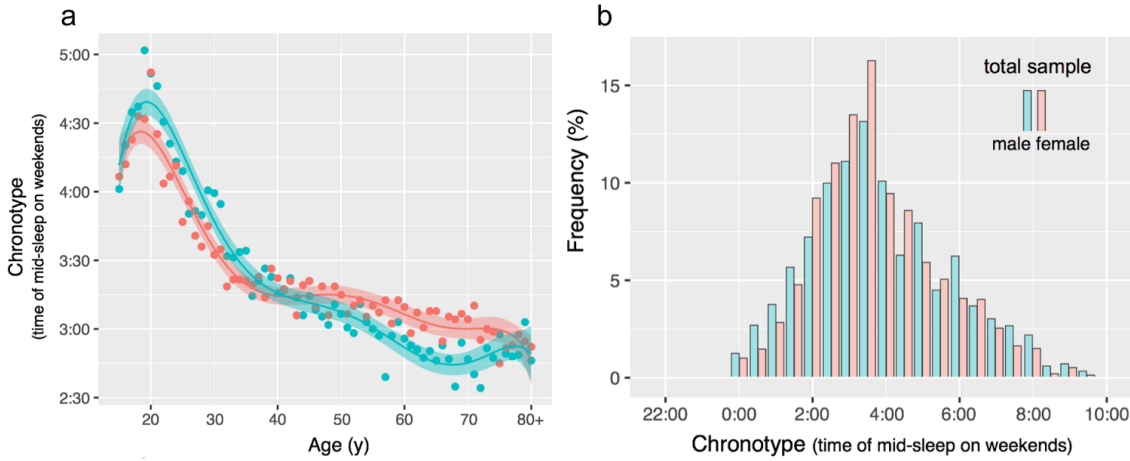 a
5:00
4:30
4:00
3:30
3:00
2:30
Chronotype
(time of mid-sleep on weekends)
20
30
40
50
60
70
80+
Age (y)
b
15
10
5
0
Frequency (%)
total sample
male female
22:00
0:00
2:00
4:00
6:00
8:00
10:00
Chronotype (time of mid-sleep on weekends)